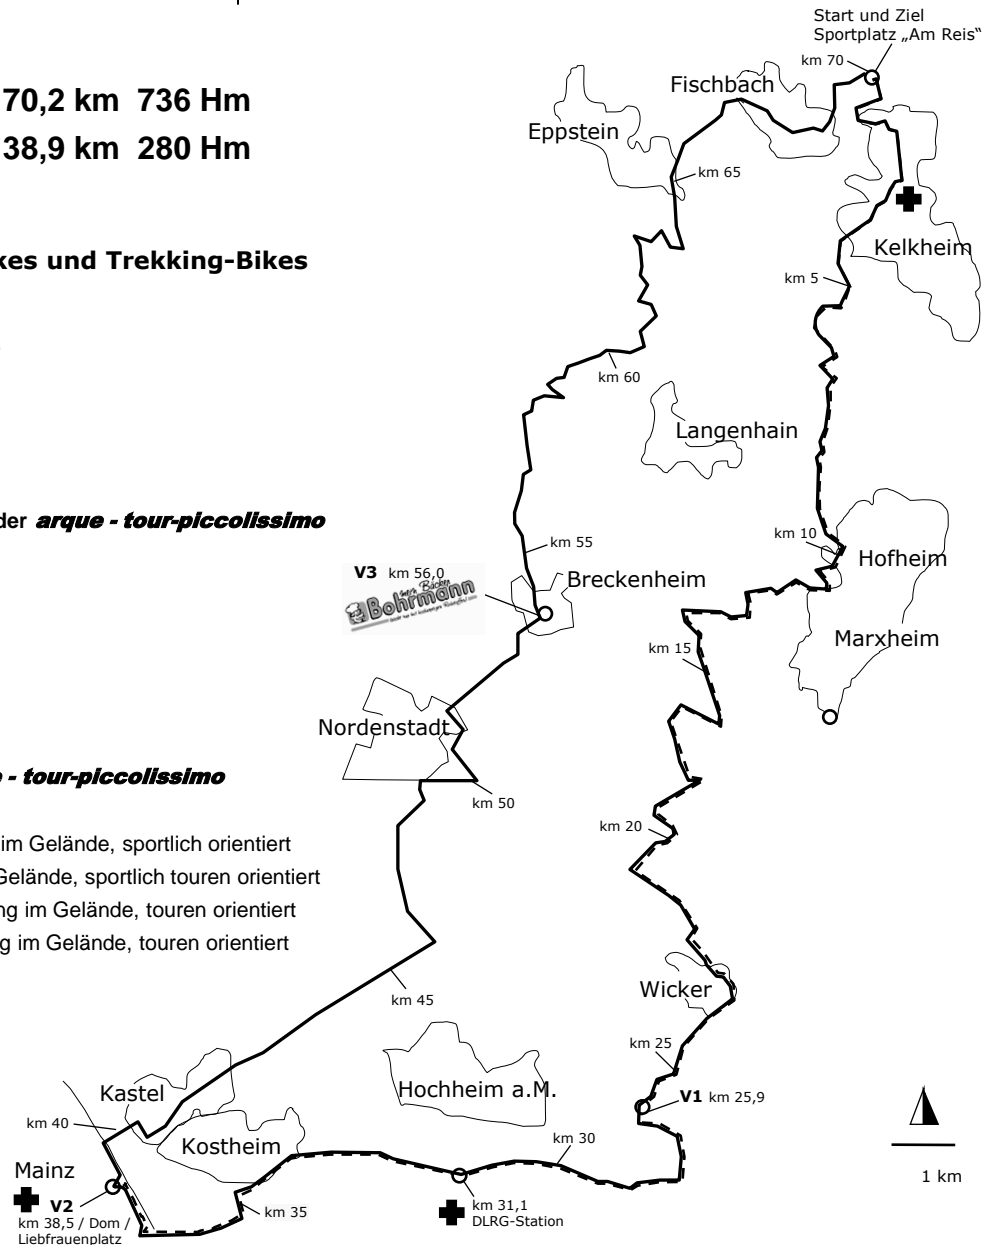 Start und Ziel
Sportplatz „Am Reis“
km 70
70,2 km 736 Hm
38,9 km 280 Hm
Fischbach
Eppstein
km 65
Kelkheim
kes und Trekking-Bikes
km 5
km 60
Langenhain
der arque - tour-piccolissimo
km 10
km 55
Hofheim
V3 km 56,0
Breckenheim
Bohrmann
Marxheim
km 15
Nordenstadt
e - tour-piccolissimo
km 50
km 20
im Gelände, sportlich orientiert
Gelände, sportlich touren orientiert
ng im Gelände, touren orientiert
g im Gelände, touren orientiert
Wicker
km 45
km 25
Hochheim a.M.
V1 km 25,9
Kastel
km 40
Kostheim
km 30
Mainz
1 km
V2
km 38,5 / Dom /
Liebfrauenplatz
km 35
km 31,1
DLRG-Station